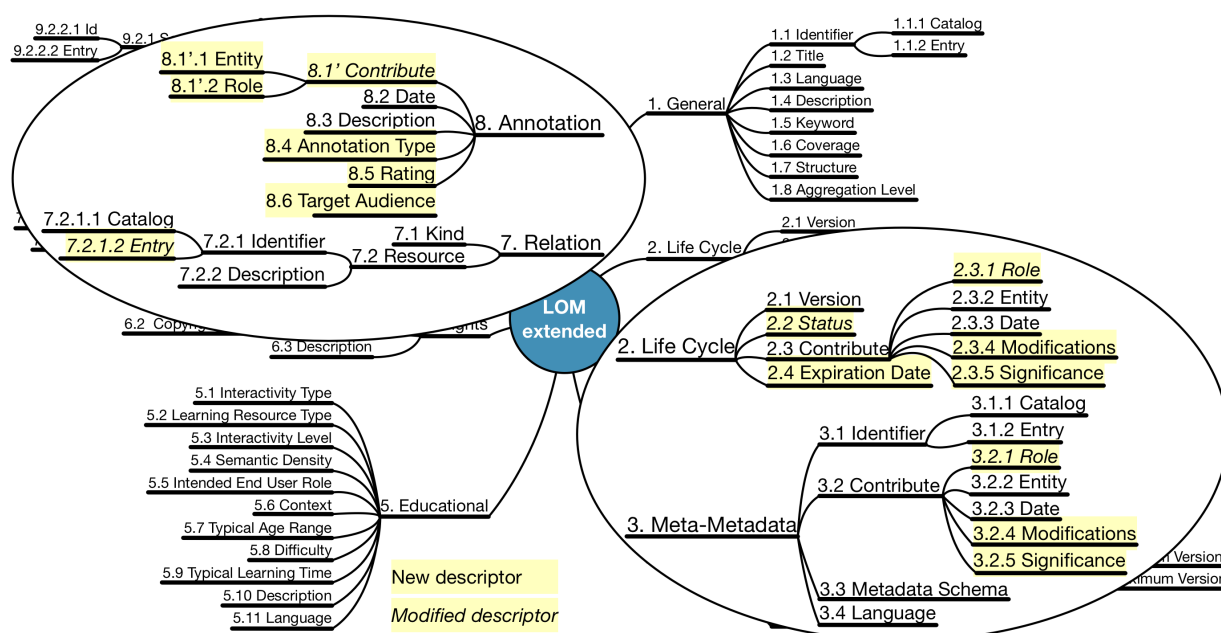 9.2.2.1 Id
9.2.2.2 Entry
9.2.1
8.1'.1 Entity
8.1'.2 Role
8.1' Contribute
8.2 Date
8.3 Description
8.4 Annotation Type
8.5 Rating
8.6 Target Audience
8. Annotation
7.2.1.1 Catalog
7.2.1.2 Entry
7.2.1 Identifier
7.2.2 Description
7.1 Kind
7.2 Resource
7. Relation
1. General
1.1 Identifier
1.1.1 Catalog
1.1.2 Entry
1.2 Title
1.3 Language
1.4 Description
1.5 Keyword
1.6 Coverage
1.7 Structure
1.8 Aggregation Level
2. Life Cycle
2.1 Version
LOM
extended
6.2
6.3 Description
2. Life Cycle
2.1 Version
2.2 Status
2.3 Contribute
2.4 Expiration Date
2.3.1 Role
2.3.2 Entity
2.3.3 Date
2.3.4 Modifications
2.3.5 Significance
3. Meta-Metadata
3.1 Identifier
3.1.1 Catalog
3.1.2 Entry
3.2 Contribute
3.2.1 Role
3.2.2 Entity
3.2.3 Date
3.2.4 Modifications
3.2.5 Significance
3.3 Metadata Schema
3.4 Language
Version
Version
5. Educational
5.1 Interactivity Type
5.2 Learning Resource Type
5.3 Interactivity Level
5.4 Semantic Density
5.5 Intended End User Role
5.6 Context
5.7 Typical Age Range
5.8 Difficulty
5.9 Typical Learning Time
5.10 Description
5.11 Language
New descriptor
Modified descriptor